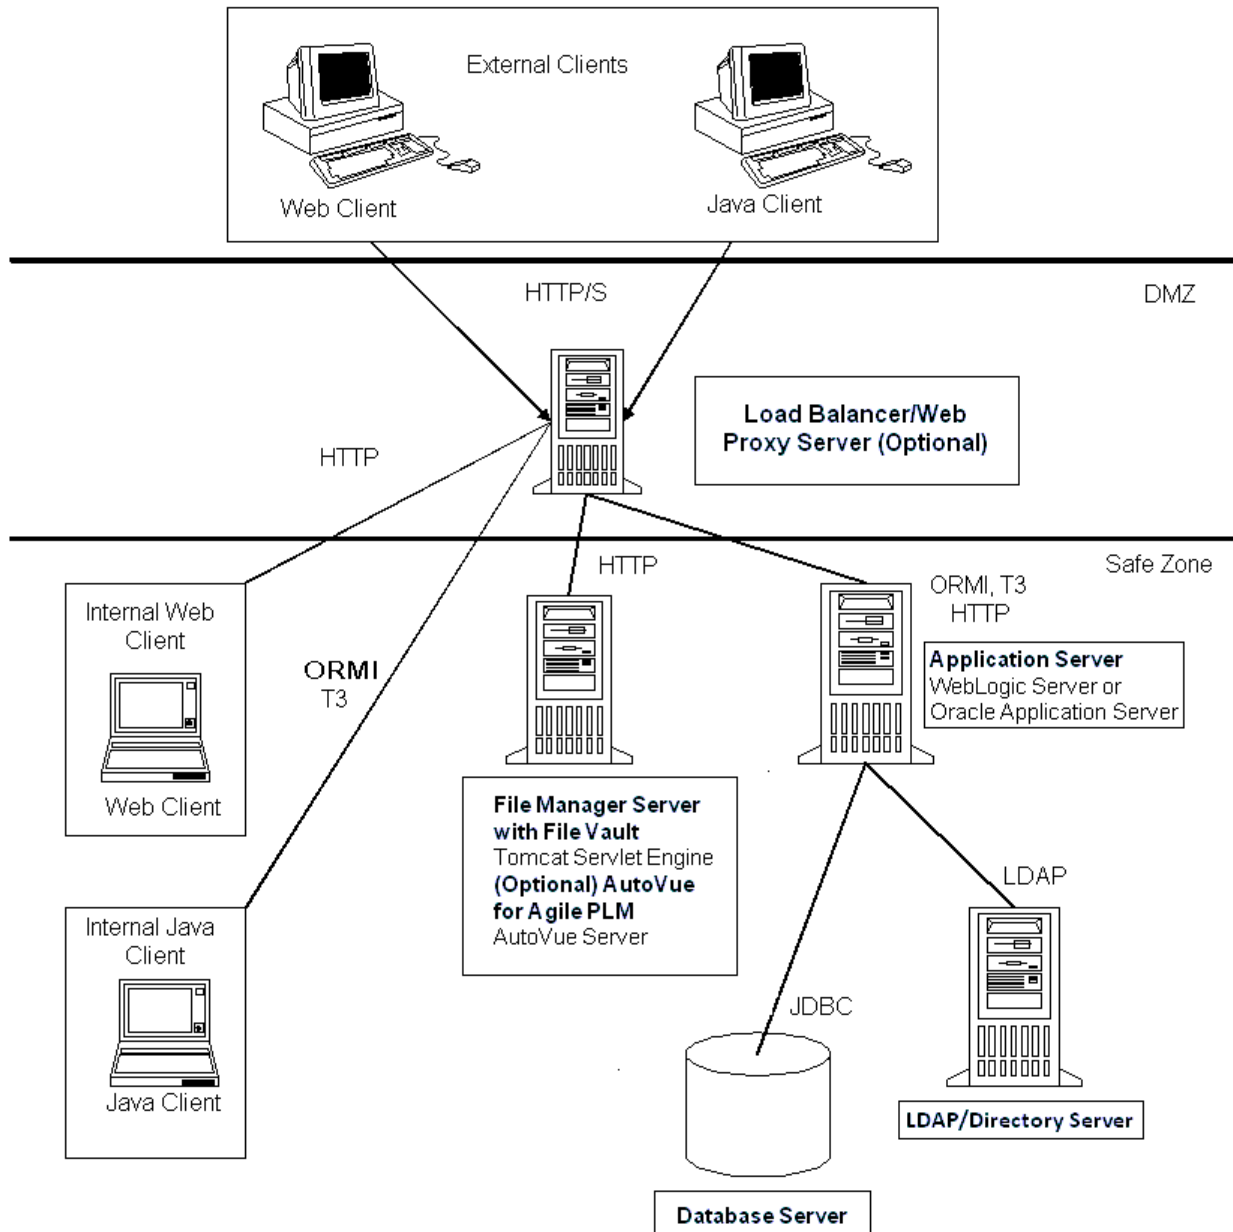 External Clients
Web Client
Java Client
HTTP/S
DMZ
Load Balancer/Web
Proxy Server (Optional)
HTTP
Safe Zone
HTTP
ORMI, T3
HTTP
Internal Web
Client
Web Client
ORMI
T3
Application Server
WebLogic Server or
Oracle Application Server
File Manager Server
with File Vault
Tomcat Servlet Engine
(Optional) AutoVue
for Agile PLM
AutoVue Server
LDAP
Internal Java
Client
Java Client
JDBC
LDAP/Directory Server
Database Server